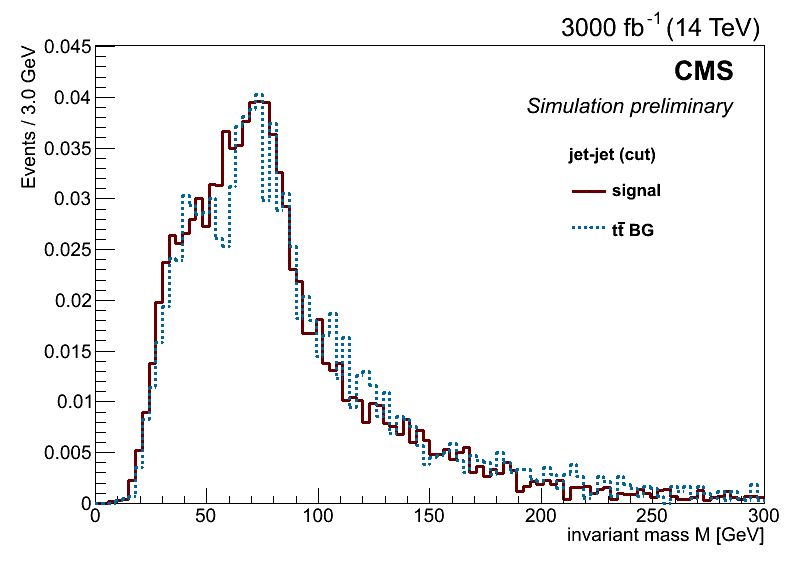 3000 fb⁻¹ (14 TeV)
CMS
Simulation preliminary
jet-jet (cut)
signal
tt̄ BG
Events / 3.0 GeV
0.045
0.04
0.035
0.03
0.025
0.02
0.015
0.01
0.005
0
0 50 100 150 200 250 300
invariant mass M [GeV]